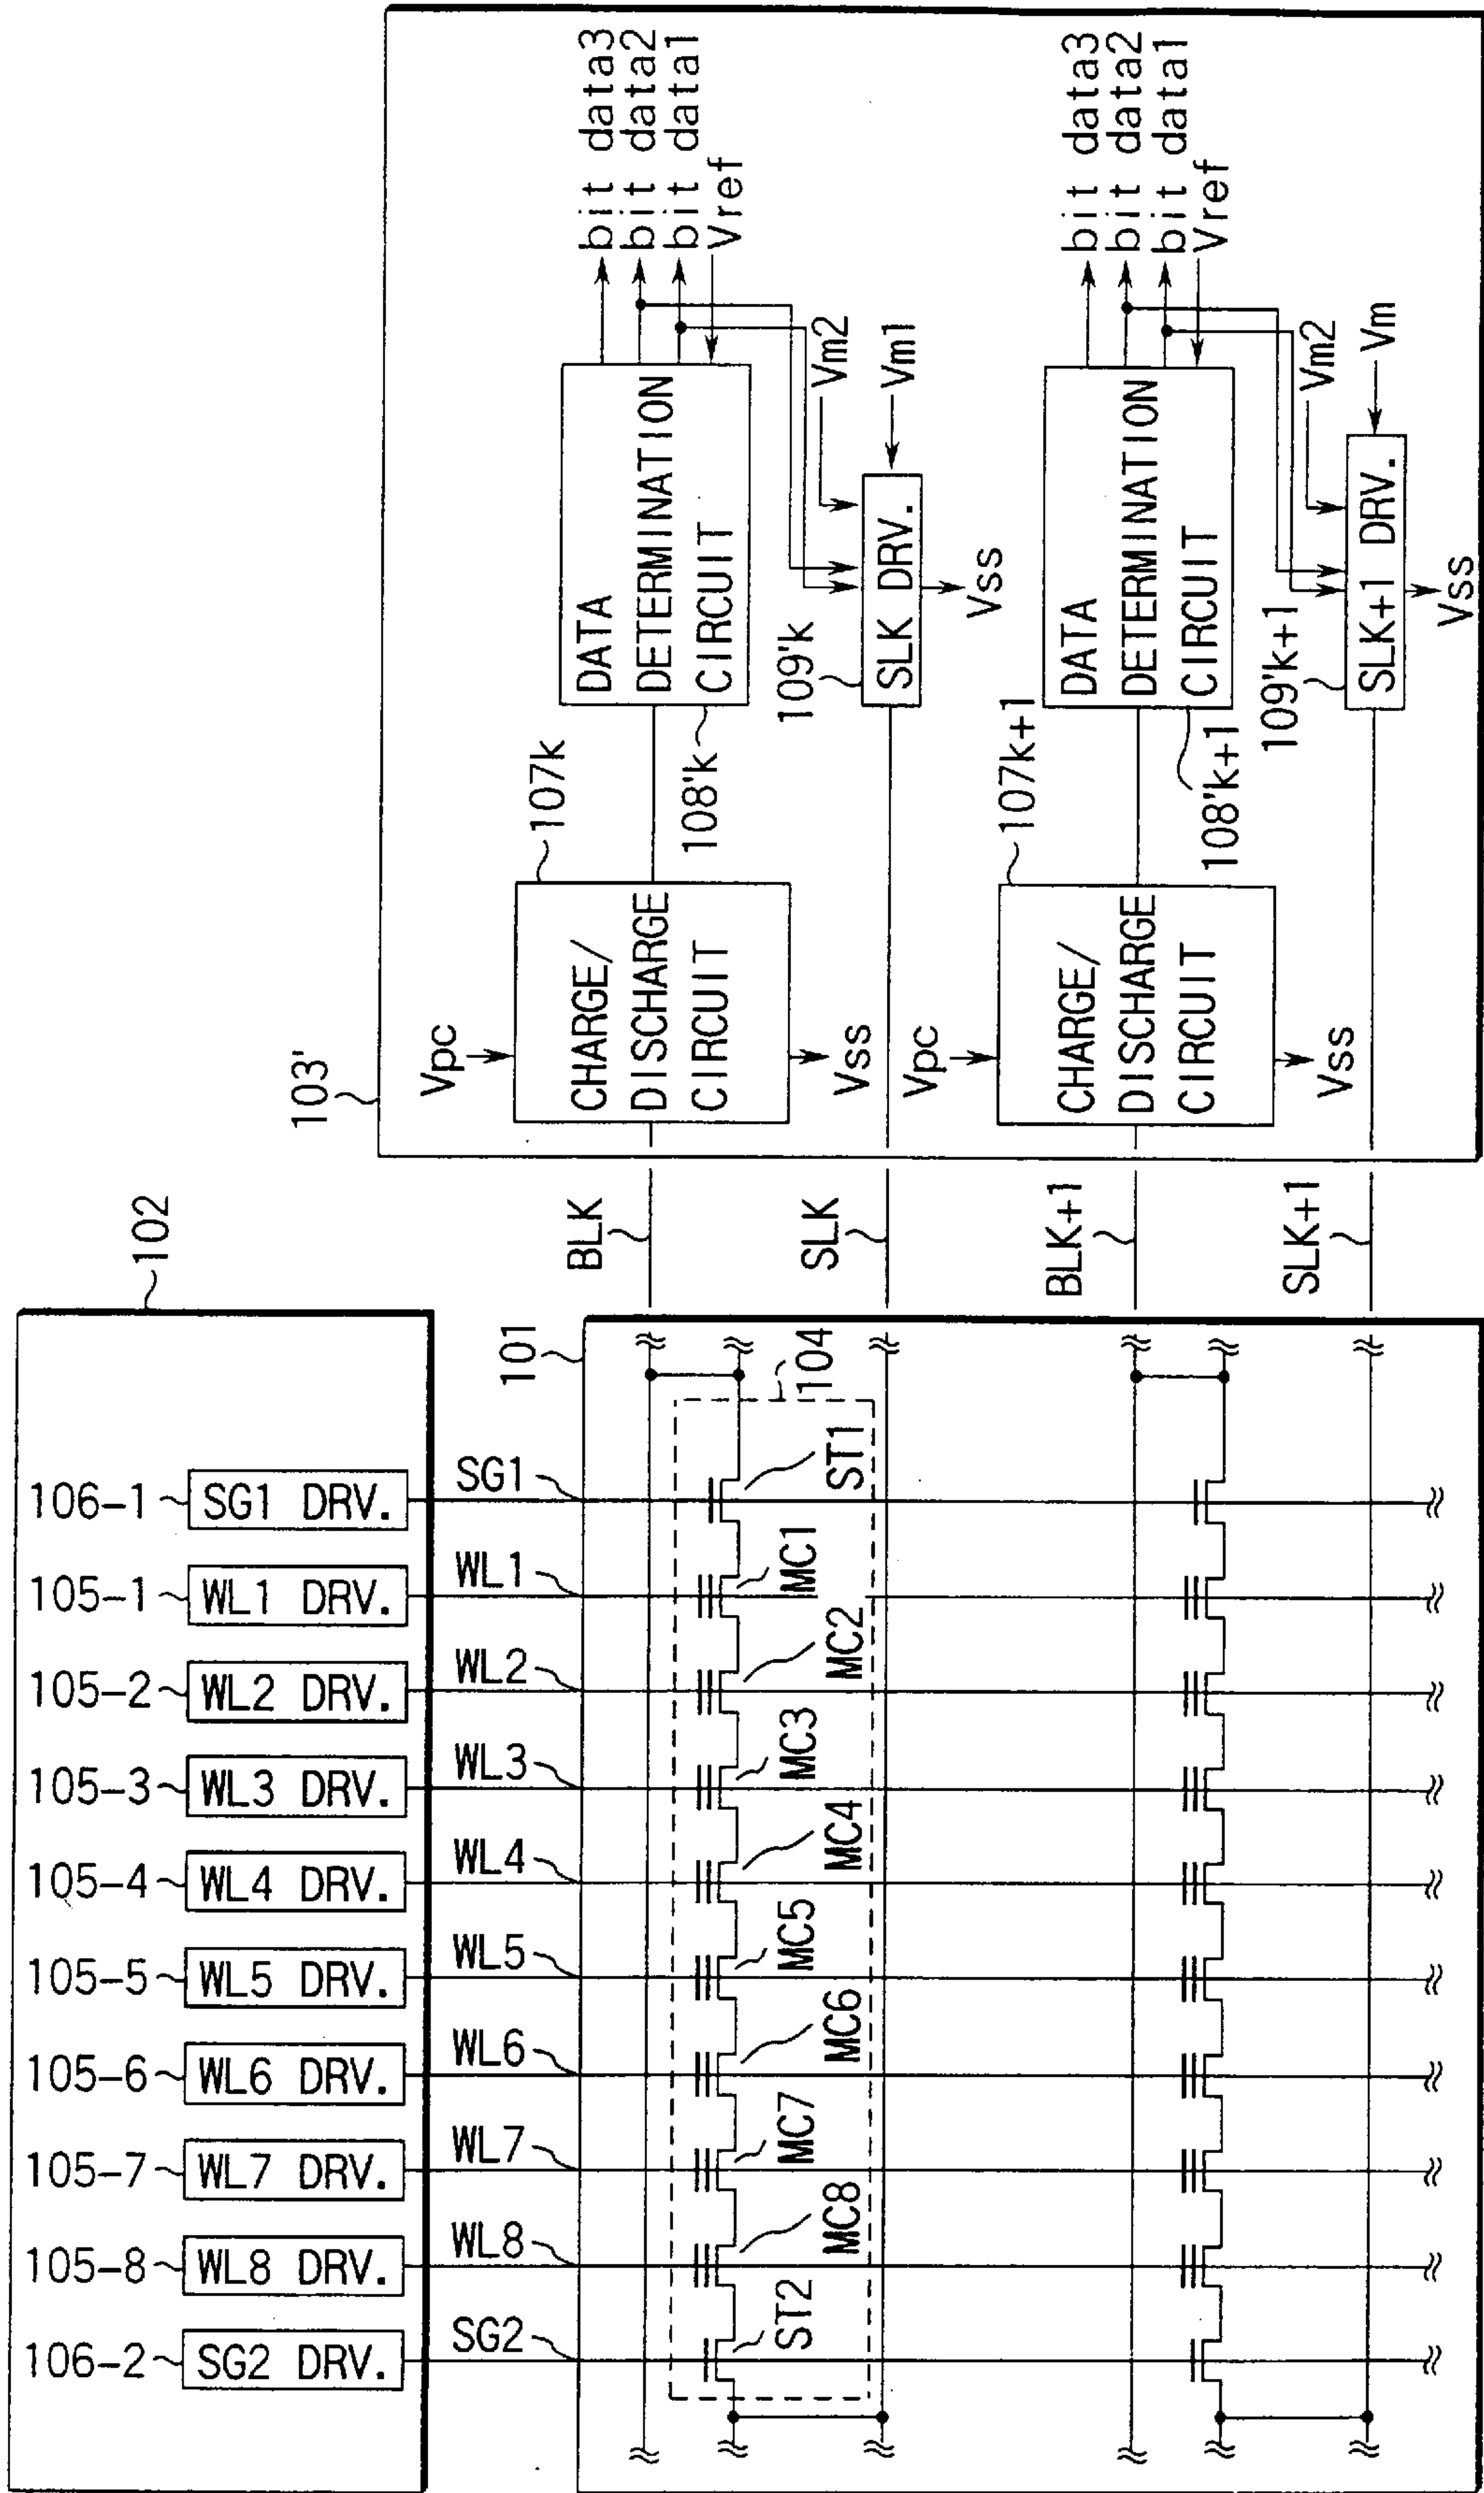 102
106-1
SG1 DRV.
105-1
WL1 DRV.
105-2
WL2 DRV.
105-3
WL3 DRV.
105-4
WL4 DRV.
105-5
WL5 DRV.
105-6
WL6 DRV.
105-7
WL7 DRV.
105-8
WL8 DRV.
106-2
SG2 DRV.
SG1
WL1
WL2
WL3
WL4
WL5
WL6
WL7
WL8
SG2
101
104
ST1
MC1
MC2
MC3
MC4
MC5
MC6
MC7
MC8
ST2
BLK
SLK
BLK+1
SLK+1
103'
Vpc
CHARGE/
DISCHARGE
CIRCUIT
Vss
107k
DATA
DETERMINATION
CIRCUIT
108'k
bit data3
bit data2
bit data1
Vref
Vm2
Vm1
109'k
SLK DRV.
Vss
Vpc
CHARGE/
DISCHARGE
CIRCUIT
Vss
107k+1
DATA
DETERMINATION
CIRCUIT
108'k+1
bit data3
bit data2
bit data1
Vref
Vm2
Vm
109'k+1
SLK+1 DRV.
Vss